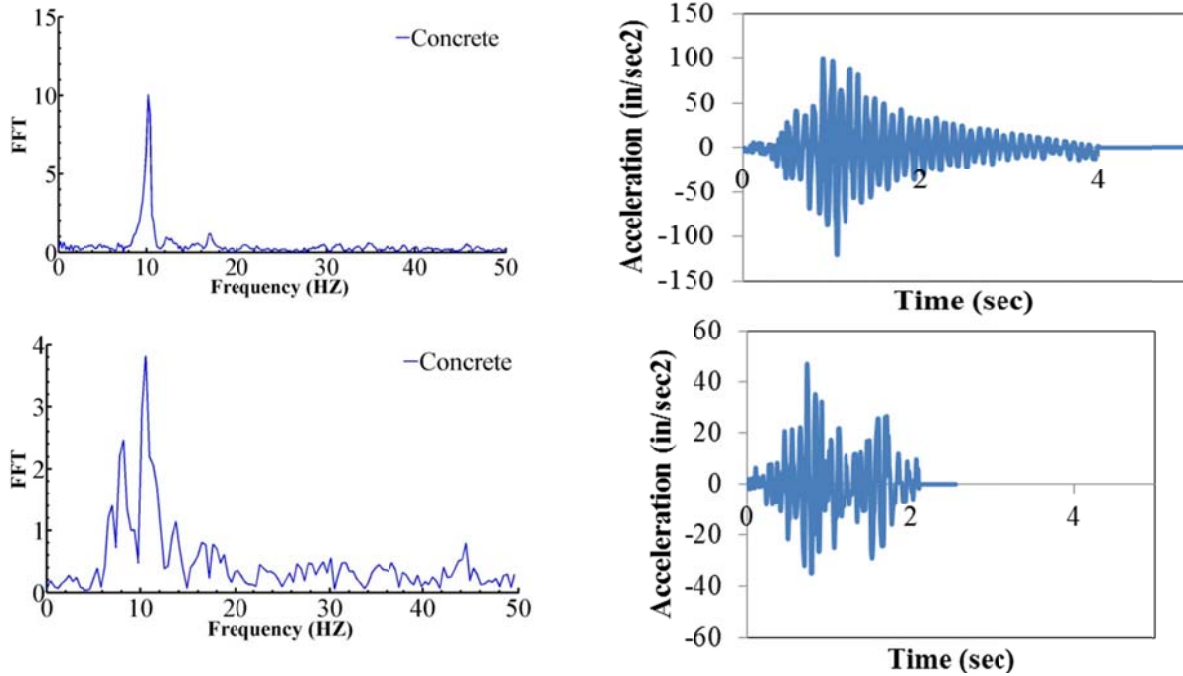 15
10
5
0
FFT
Concrete
0 10 20 30 40 50
Frequency (HZ)
150
100
50
0
-50
-100
-150
Acceleration (in/sec2)
0 2 4
Time (sec)
4
3
2
1
0
FFT
Concrete
0 10 20 30 40 50
Frequency (HZ)
60
40
20
0
-20
-40
-60
Acceleration (in/sec2)
0 2 4
Time (sec)